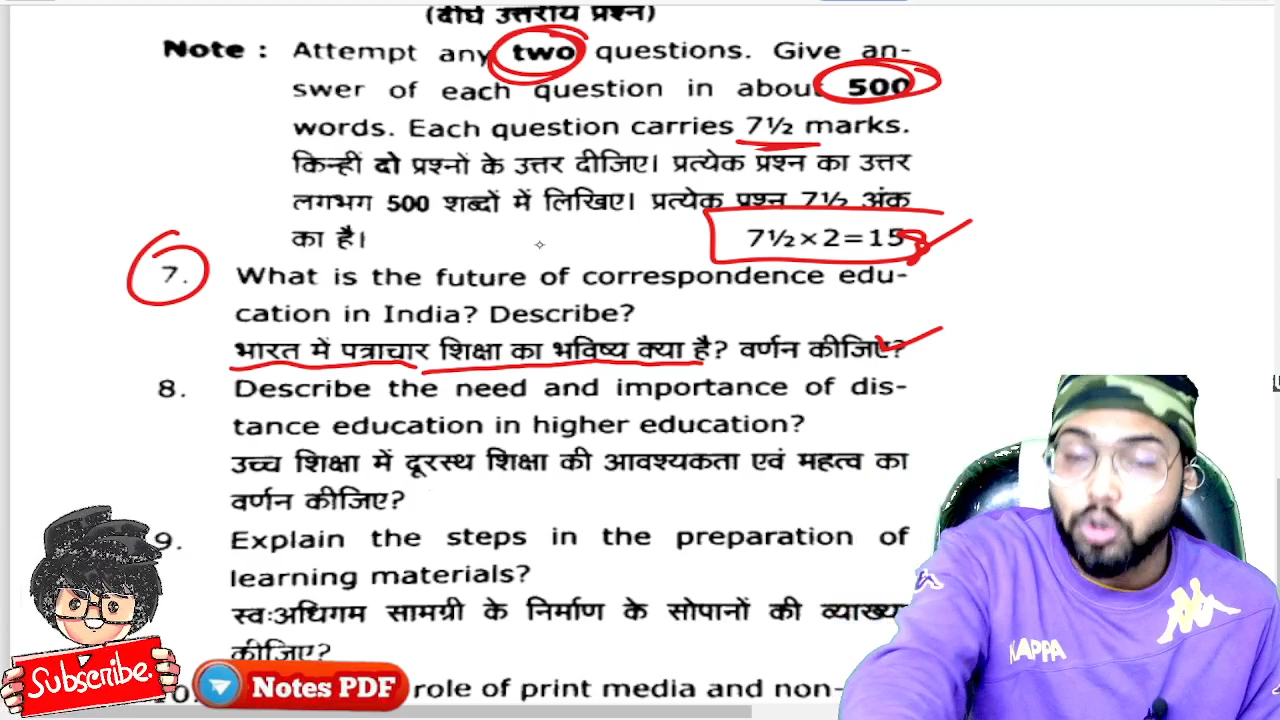 (दीर्घ उत्तरीय प्रश्न)
Note : Attempt any two questions. Give an-
swer of each question in about 500
words. Each question carries 7½ marks.
किन्हीं दो प्रश्नों के उत्तर दीजिए। प्रत्येक प्रश्न का उत्तर
लगभग 500 शब्दों में लिखिए। प्रत्येक प्रश्न 7½ अंक
का है। 7½×2=15
7. What is the future of correspondence edu-
cation in India? Describe?
भारत में पत्राचार शिक्षा का भविष्य क्या है? वर्णन कीजिए?
8. Describe the need and importance of dis-
tance education in higher education?
उच्च शिक्षा में दूरस्थ शिक्षा की आवश्यकता एवं महत्व का
वर्णन कीजिए?
9. Explain the steps in the preparation of
learning materials?
स्वःअधिगम सामग्री के निर्माण के सोपानों की व्याख्या
कीजिए?
role of print media and non-
Subscribe
Notes PDF
KAPPA